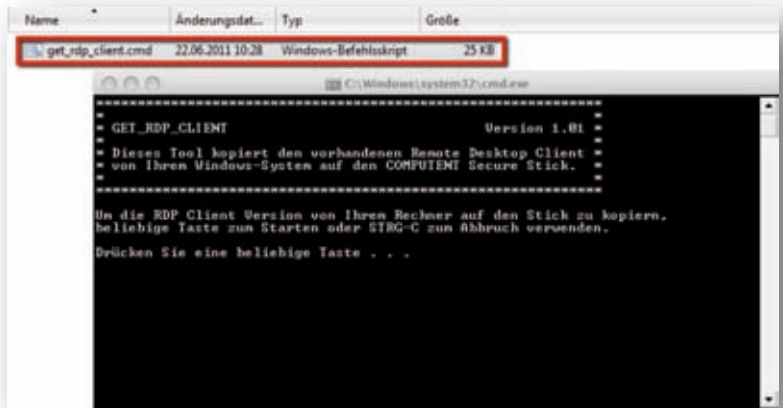 Name Änderungsdat... Typ Größe
get_rdp_client.cmd 22.06.2011 10:28 Windows-Befehlsskript 25 KB
C:\Windows\system32\cmd.exe
GET_RDP_CLIENT Version 1.01
Dieses Tool kopiert den vorhandenen Remote Desktop Client
von Ihrem Windows-System auf den COMPUTENT Secure Stick.
Um die RDP Client Version von Ihrem Rechner auf den Stick zu kopieren,
beliebige Taste zum Starten oder STRG-C zum Abbruch verwenden.
Drücken Sie eine beliebige Taste . . .